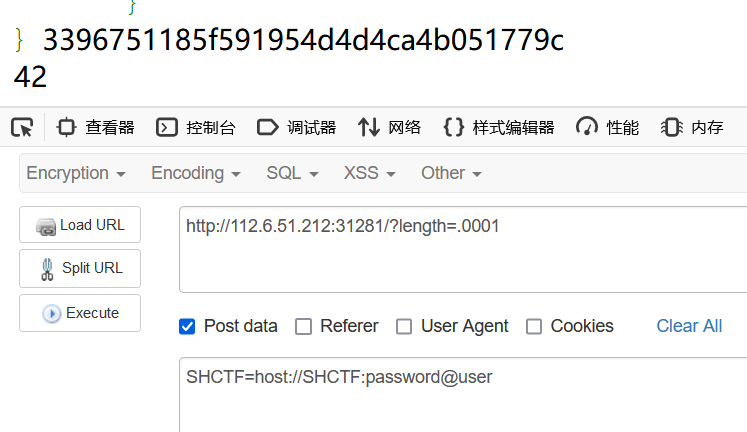 }
} 3396751185f591954d4d4ca4b051779c
42
查看器 控制台 调试器 网络 样式编辑器 性能 内存
Encryption Encoding SQL XSS Other
Load URL
http://112.6.51.212:31281/?length=.0001
Split URL
Execute
Post data Referer User Agent Cookies Clear All
SHCTF=host://SHCTF:password@user